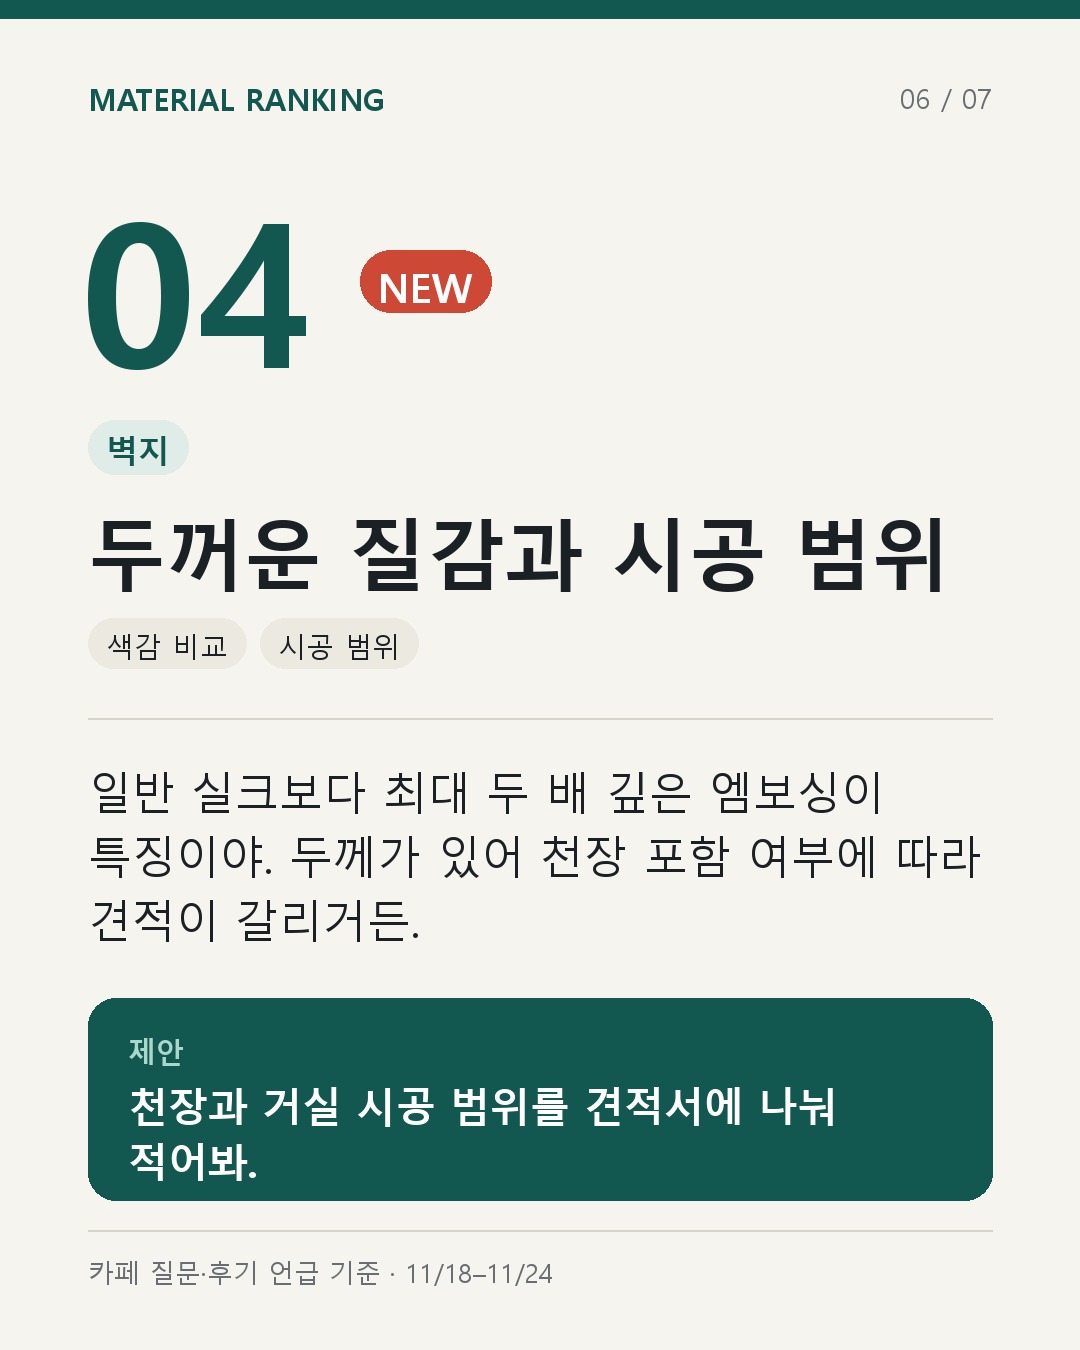 MATERIAL RANKING
06 / 07
04
NEW
벽지
두꺼운 질감과 시공 범위
색감 비교
시공 범위
일반 실크보다 최대 두 배 깊은 엠보싱이
특징이야. 두께가 있어 천장 포함 여부에 따라
견적이 갈리거든.
제안
천장과 거실 시공 범위를 견적서에 나눠
적어봐.
카페 질문·후기 언급 기준 · 11/18–11/24